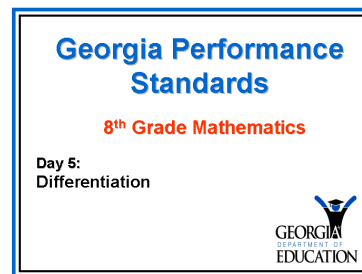 Georgia Performance
Standards
8th Grade Mathematics
Day 5:
Differentiation
GEORGIA
DEPARTMENT OF
EDUCATION